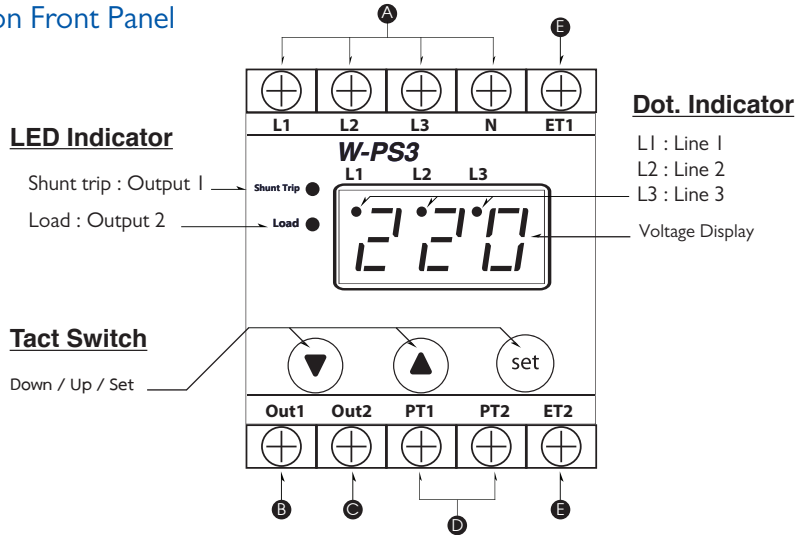 on Front Panel
A
E
L1 L2 L3 N ET1
LED Indicator
Shunt trip : Output 1
Load : Output 2
W-PS3
L1 L2 L3
Shunt Trip
Load
220
Dot. Indicator
L1 : Line 1
L2 : Line 2
L3 : Line 3
Voltage Display
Tact Switch
Down / Up / Set
set
Out1 Out2 PT1 PT2 ET2
B
C
D
E